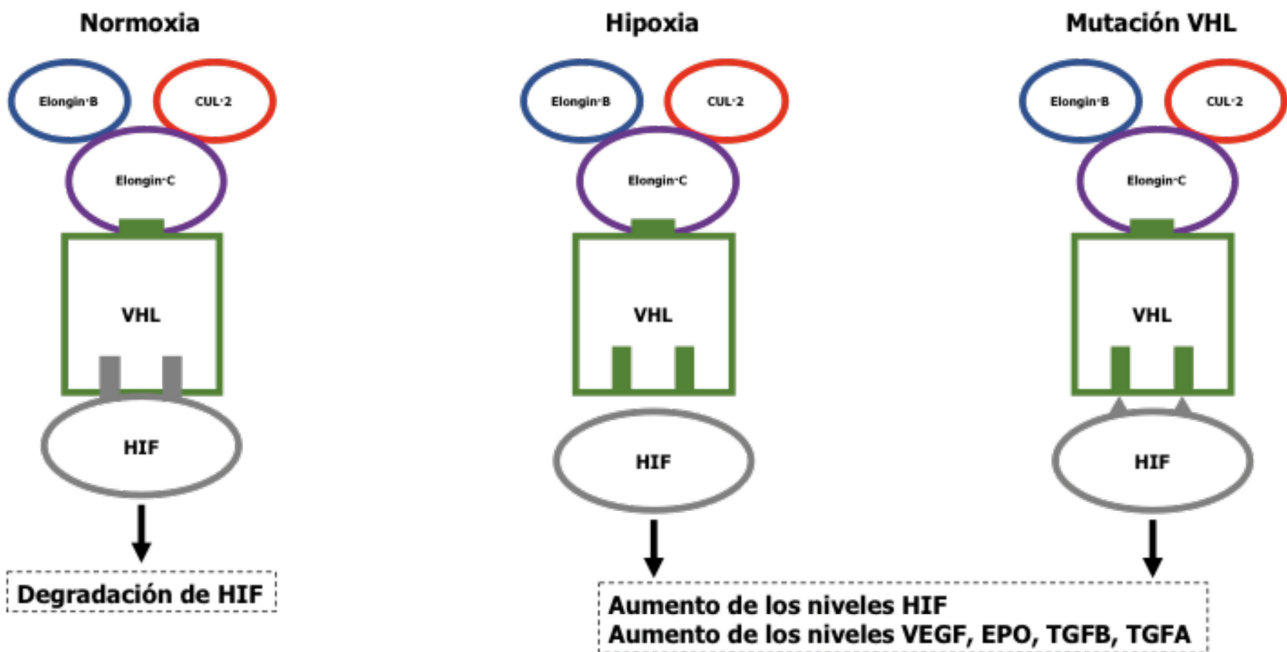 Normoxia
Hipoxia
Mutación VHL
Elongin·B
CUL·2
Elongin·B
CUL·2
Elongin·B
CUL·2
Elongin·C
Elongin·C
Elongin·C
VHL
VHL
VHL
HIF
HIF
HIF
Degradación de HIF
Aumento de los niveles HIF
Aumento de los niveles VEGF, EPO, TGFB, TGFA